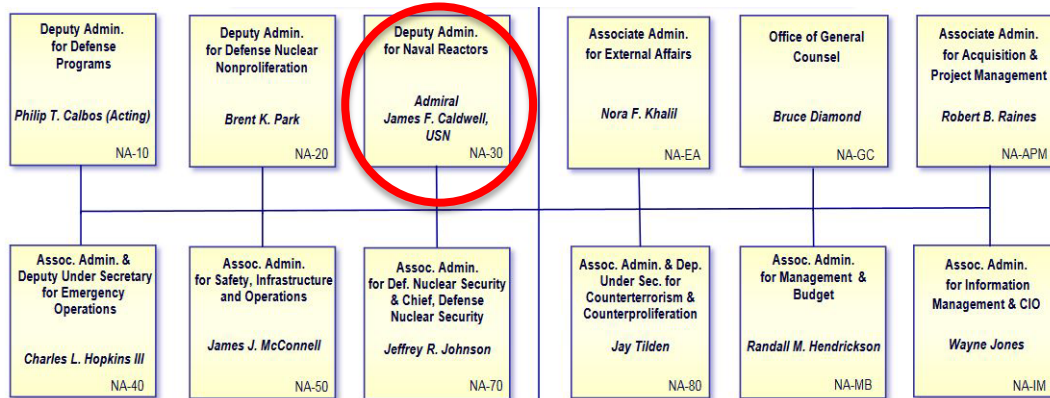 Deputy Admin.
for Defense
Programs
Philip T. Calbos (Acting)
NA-10
Deputy Admin.
for Defense Nuclear
Nonproliferation
Brent K. Park
NA-20
Deputy Admin.
for Naval Reactors
Admiral
James F. Caldwell,
USN
NA-30
Associate Admin.
for External Affairs
Nora F. Khalil
NA-EA
Office of General
Counsel
Bruce Diamond
NA-GC
Associate Admin.
for Acquisition &
Project Management
Robert B. Raines
NA-APM
Assoc. Admin. &
Deputy Under Secretary
for Emergency
Operations
Charles L. Hopkins III
NA-40
Assoc. Admin.
for Safety, Infrastructure
and Operations
James J. McConnell
NA-50
Assoc. Admin.
for Def. Nuclear Security
& Chief, Defense
Nuclear Security
Jeffrey R. Johnson
NA-70
Assoc. Admin. & Dep.
Under Sec. for
Counterterrorism &
Counterproliferation
Jay Tilden
NA-80
Assoc. Admin.
for Management &
Budget
Randall M. Hendrickson
NA-MB
Assoc. Admin.
for Information
Management & CIO
Wayne Jones
NA-IM